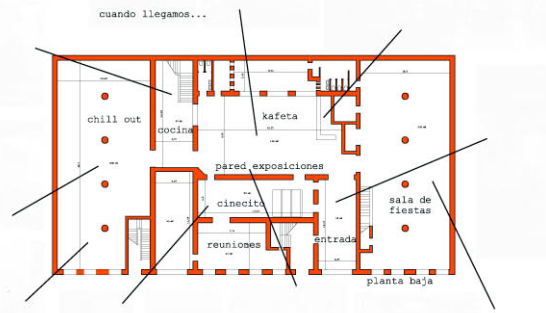 cuando llegamos...
chill out
cocina
kafeta
pared exposiciones
cinecito
sala de
fiestas
reuniones
entrada
planta baja